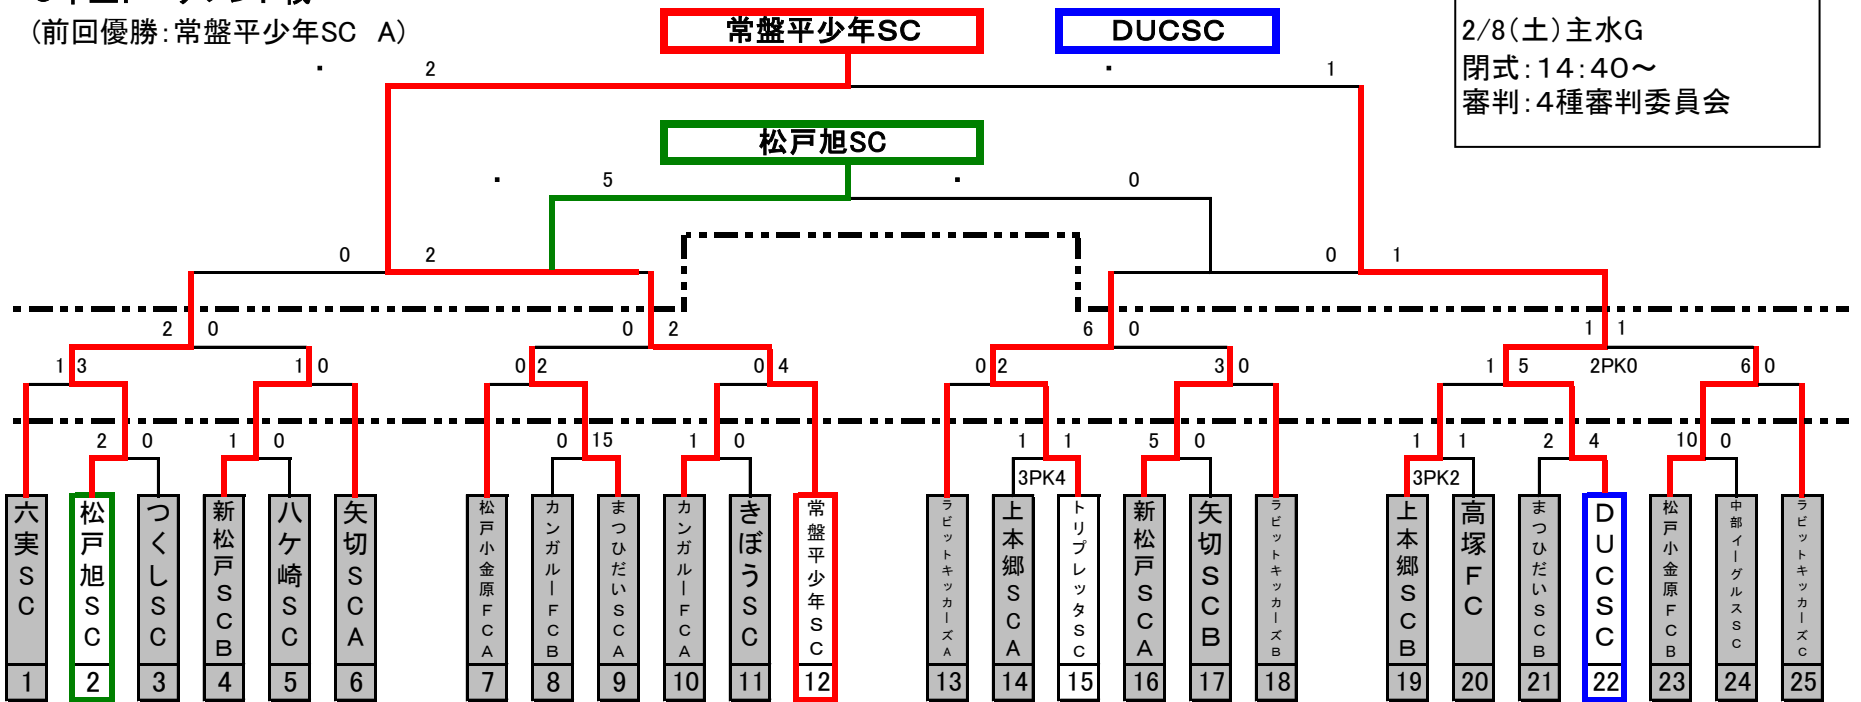 (前回優勝：常盤平少年SC A)
常盤平少年SC
DUCSC
2/8(土)主水G
閉式：14：40～
審判：4種審判委員会
・ 2 ・ 1
松戸旭SC
・ 5 ・ 0
0 2 0 1
2 0 0 2 6 0 1 1
1 3 1 0 0 2 0 4 0 2 3 0 1 5 2PK0 6 0
2 0 1 0 0 15 1 0 1 1 5 0 1 1 2 4 10 0
3PK4 3PK2
六実SC
松戸旭SC
つくしSC
新松戸SCB
八ケ崎SC
矢切SCA
松戸小金原FCA
カンガルーFCB
まつひだいSCA
カンガルーFCA
きぼうSC
常盤平少年SC
ラビットキッカーズA
上本郷SCA
トリプレッタSC
新松戸SCA
矢切SCB
ラビットキッカーズB
上本郷SCB
高塚FC
まつひだいSCB
DUCSC
松戸小金原FCB
中部イーグルスSC
ラビットキッカーズC
1 2 3 4 5 6 7 8 9 10 11 12 13 14 15 16 17 18 19 20 21 22 23 24 25